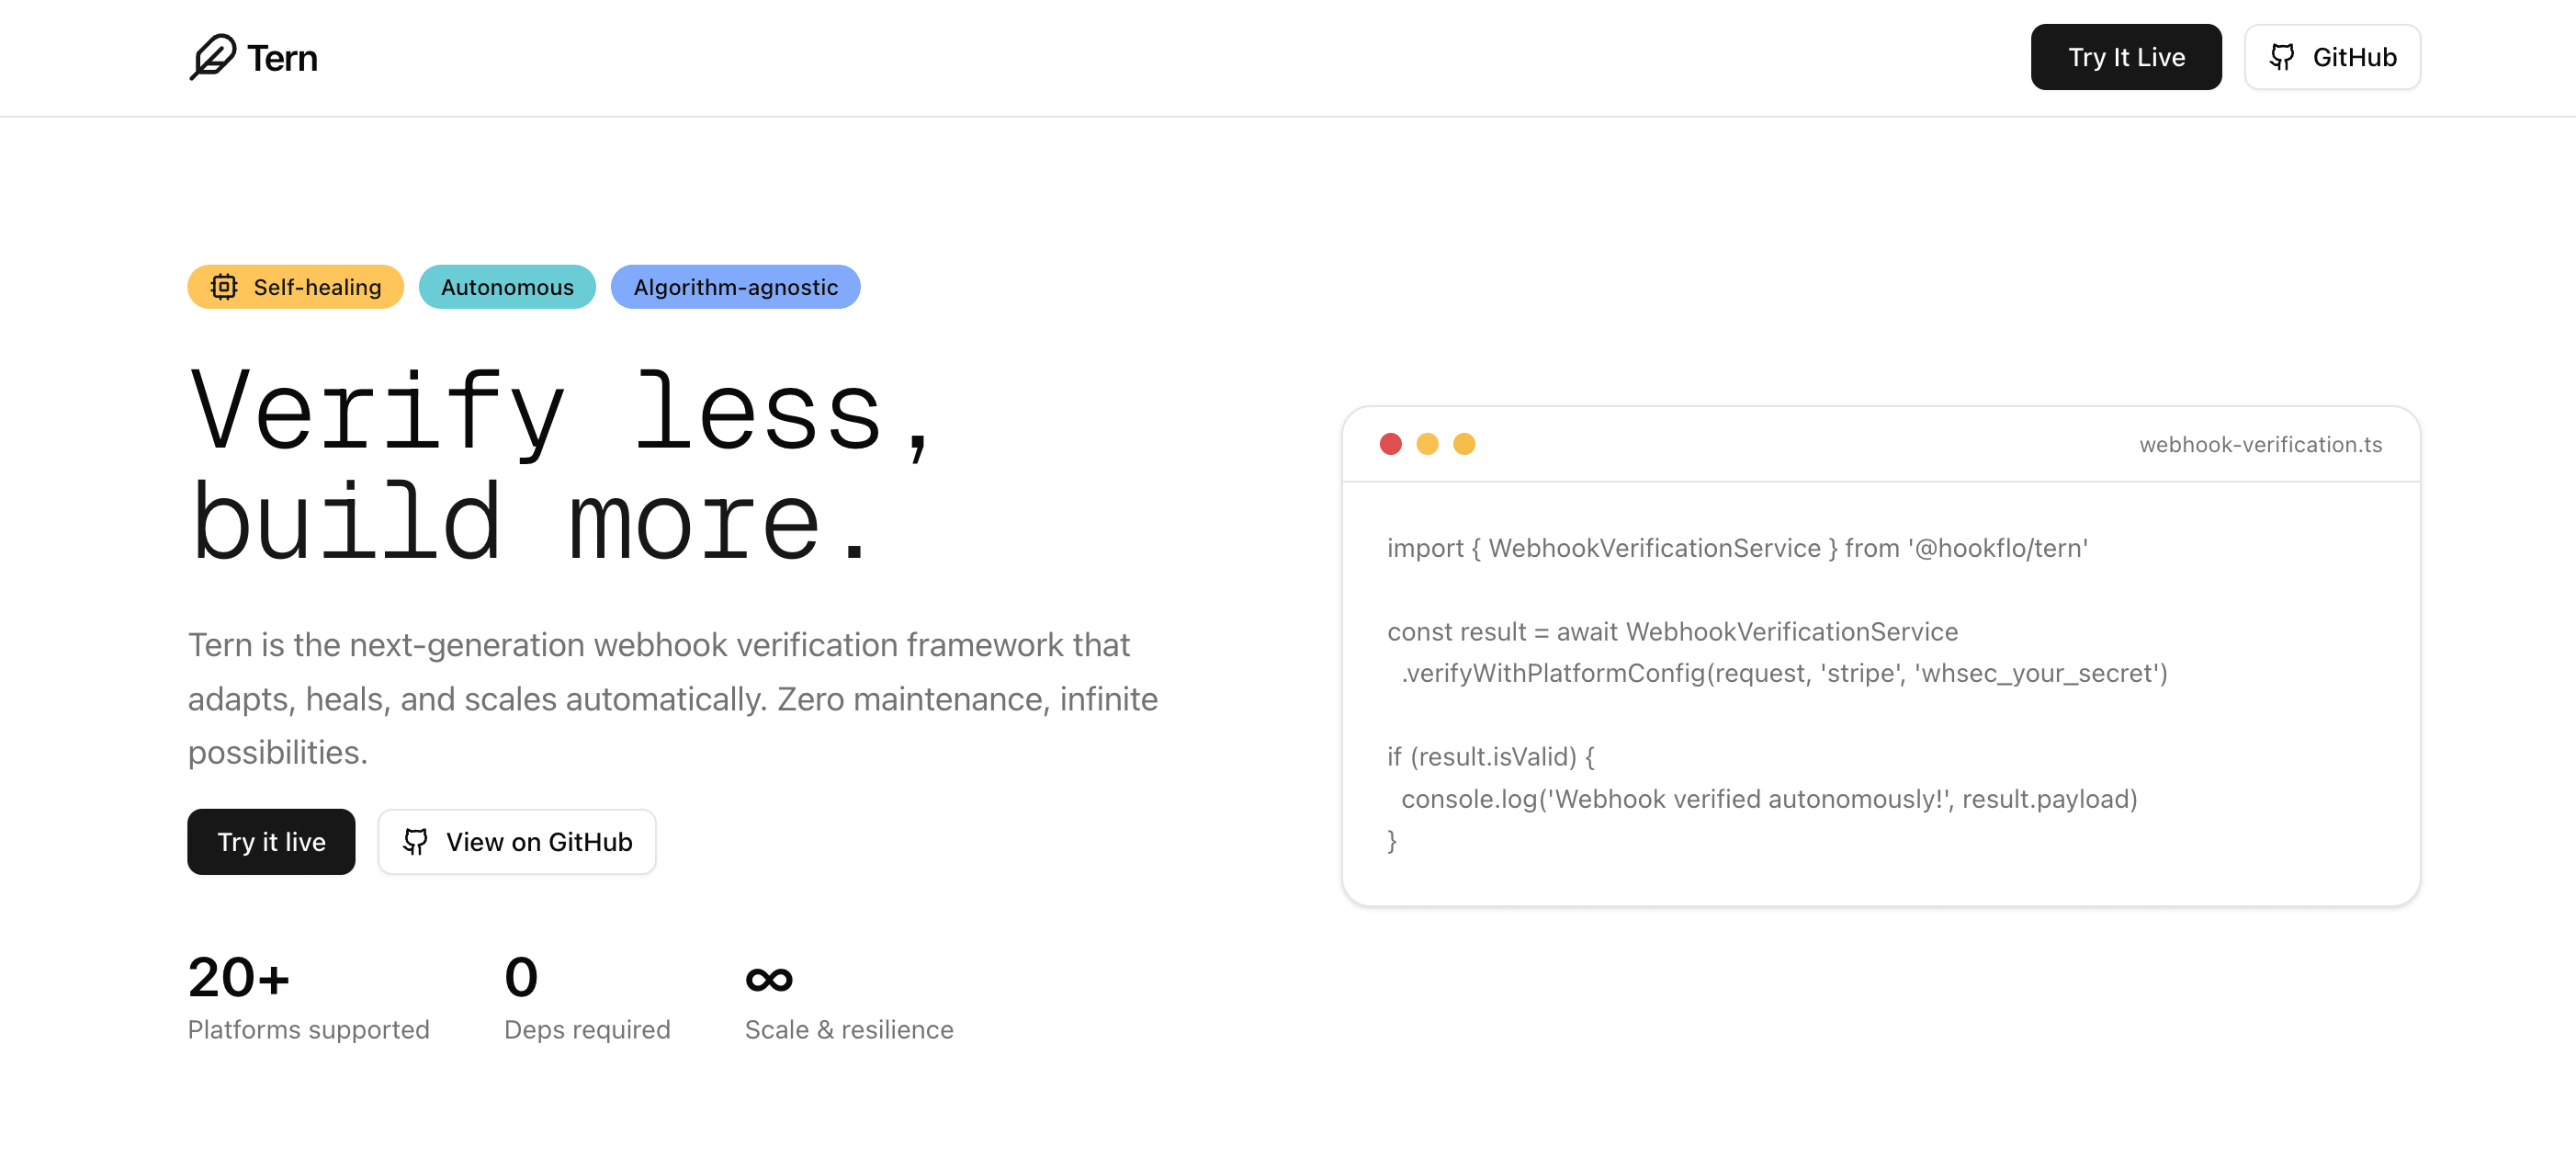 Tern
Try It Live
GitHub
Self-healing
Autonomous
Algorithm-agnostic
Verify less,
build more.
Tern is the next-generation webhook verification framework that
adapts, heals, and scales automatically. Zero maintenance, infinite
possibilities.
Try it live
View on GitHub
20+
Platforms supported
0
Deps required
∞
Scale & resilience
webhook-verification.ts
import { WebhookVerificationService } from '@hookflo/tern'
const result = await WebhookVerificationService
  .verifyWithPlatformConfig(request, 'stripe', 'whsec_your_secret')
if (result.isValid) {
  console.log('Webhook verified autonomously!', result.payload)
}